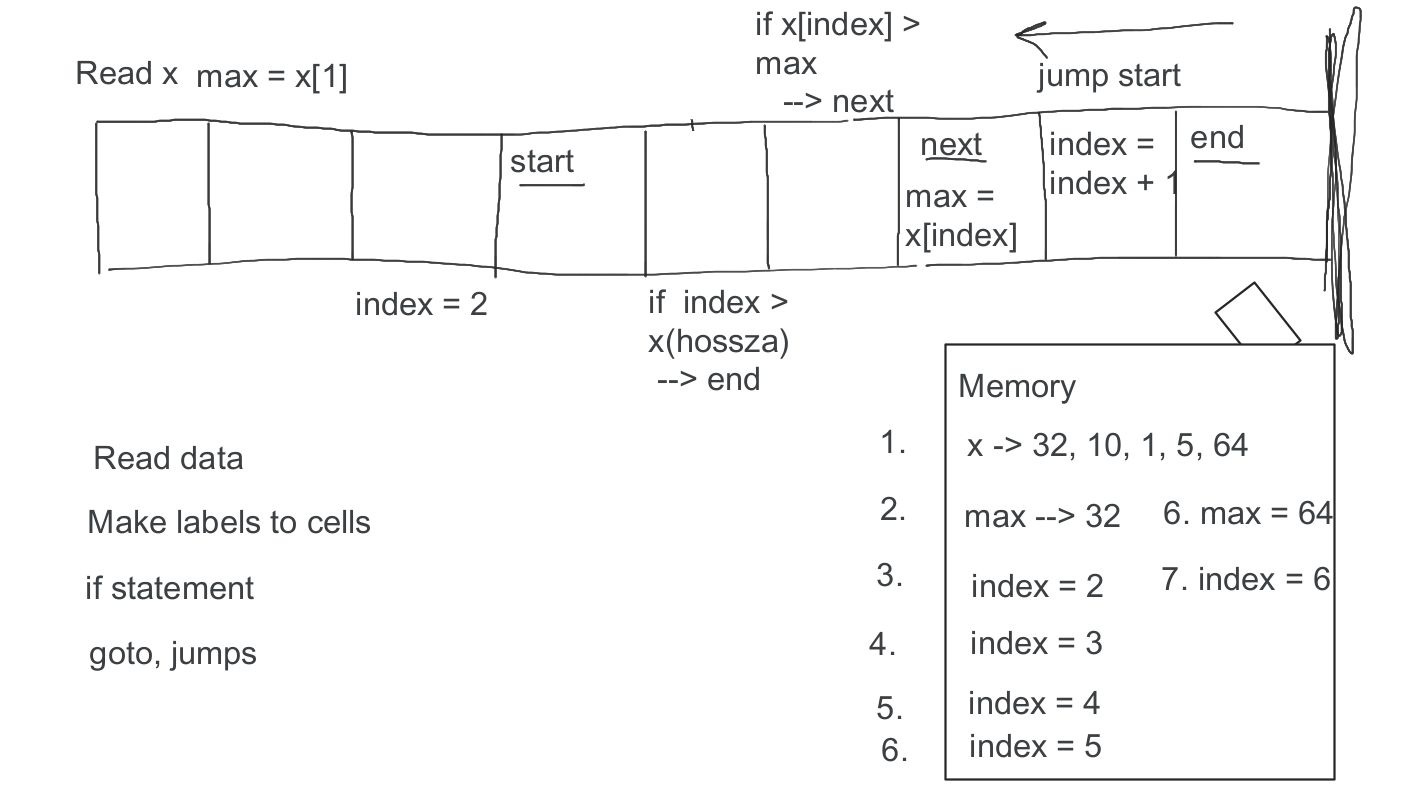 if x[index] >
max
--> next
jump start
Read x max = x[1]
start
next
max =
x[index]
index =
index + 1
end
index = 2
if index >
x(hossza)
--> end
Read data
Make labels to cells
if statement
goto, jumps
Memory
1. x -> 32, 10, 1, 5, 64
2. max --> 32 6. max = 64
3. index = 2 7. index = 6
4. index = 3
5. index = 4
6. index = 5